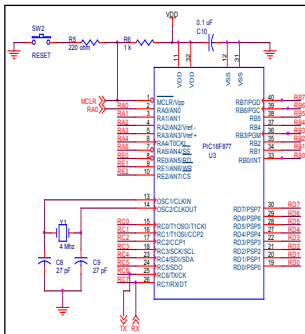 VDD
SW2
RESET
R5
220 ohm
R6
1 k
0.1 uF
C10
11
32
12
31
VDD
VDD
VSS
VSS
MCLR
RA0
RA0
RA1
RA2
RA3
RA4
RA5
RE0
RE1
RE2
1
2
3
4
5
6
7
8
9
10
MCLR/Vpp
RA0/AN0
RA1/AN1
RA2/AN2/Vref-
RA3/AN3/Vref+
RA4/T0CKI
RA5/AN4/SS
RE0/AN5/RD
RE1/AN6/WR
RE2/AN7/CS
PIC16F877
U3
RB7/PGD
RB6/PGC
RB5
RB4
RB3/PGM
RB2
RB1
RB0/INT
40
39
38
37
36
35
34
33
RB7
RB6
RB5
RB4
RB3
RB2
RB1
RB0
13
14
OSC1/CLKIN
OSC2/CLKOUT
Y1
4 Mhz
C8
27 pF
C9
27 pF
RC0
RC1
RC2
RC3
RC4
RC5
RC6
RC7
15
16
17
18
23
24
25
26
RC0/T1OSO/T1CKI
RC1/T1OSI/CCP2
RC2/CCP1
RC3/SCK/SCL
RC4/SDI/SDA
RC5/SDO
RC6/TX/CK
RC7/RX/DT
RD7/PSP7
RD6/PSP6
RD5/PSP5
RD4/PSP4
RD3/PSP3
RD2/PSP2
RD1/PSP1
RD0/PSP0
30
29
28
27
22
21
20
19
RD7
RD6
RD5
RD4
RD3
RD2
RD1
RD0
TX
RX